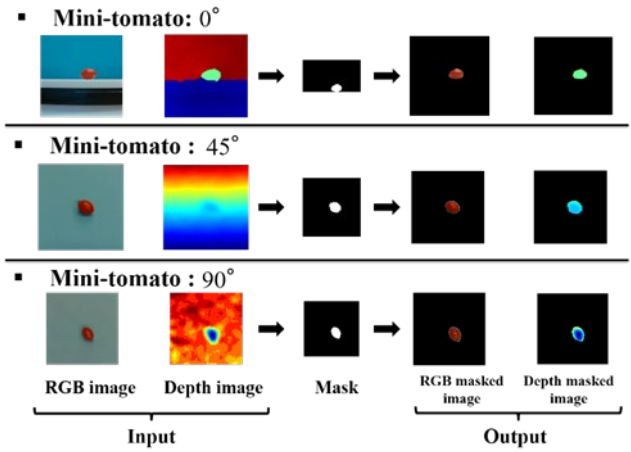 ▪ Mini-tomato: 0°
▪ Mini-tomato : 45°
▪ Mini-tomato : 90°
RGB image
Depth image
Mask
RGB masked
image
Depth masked
image
Input
Output